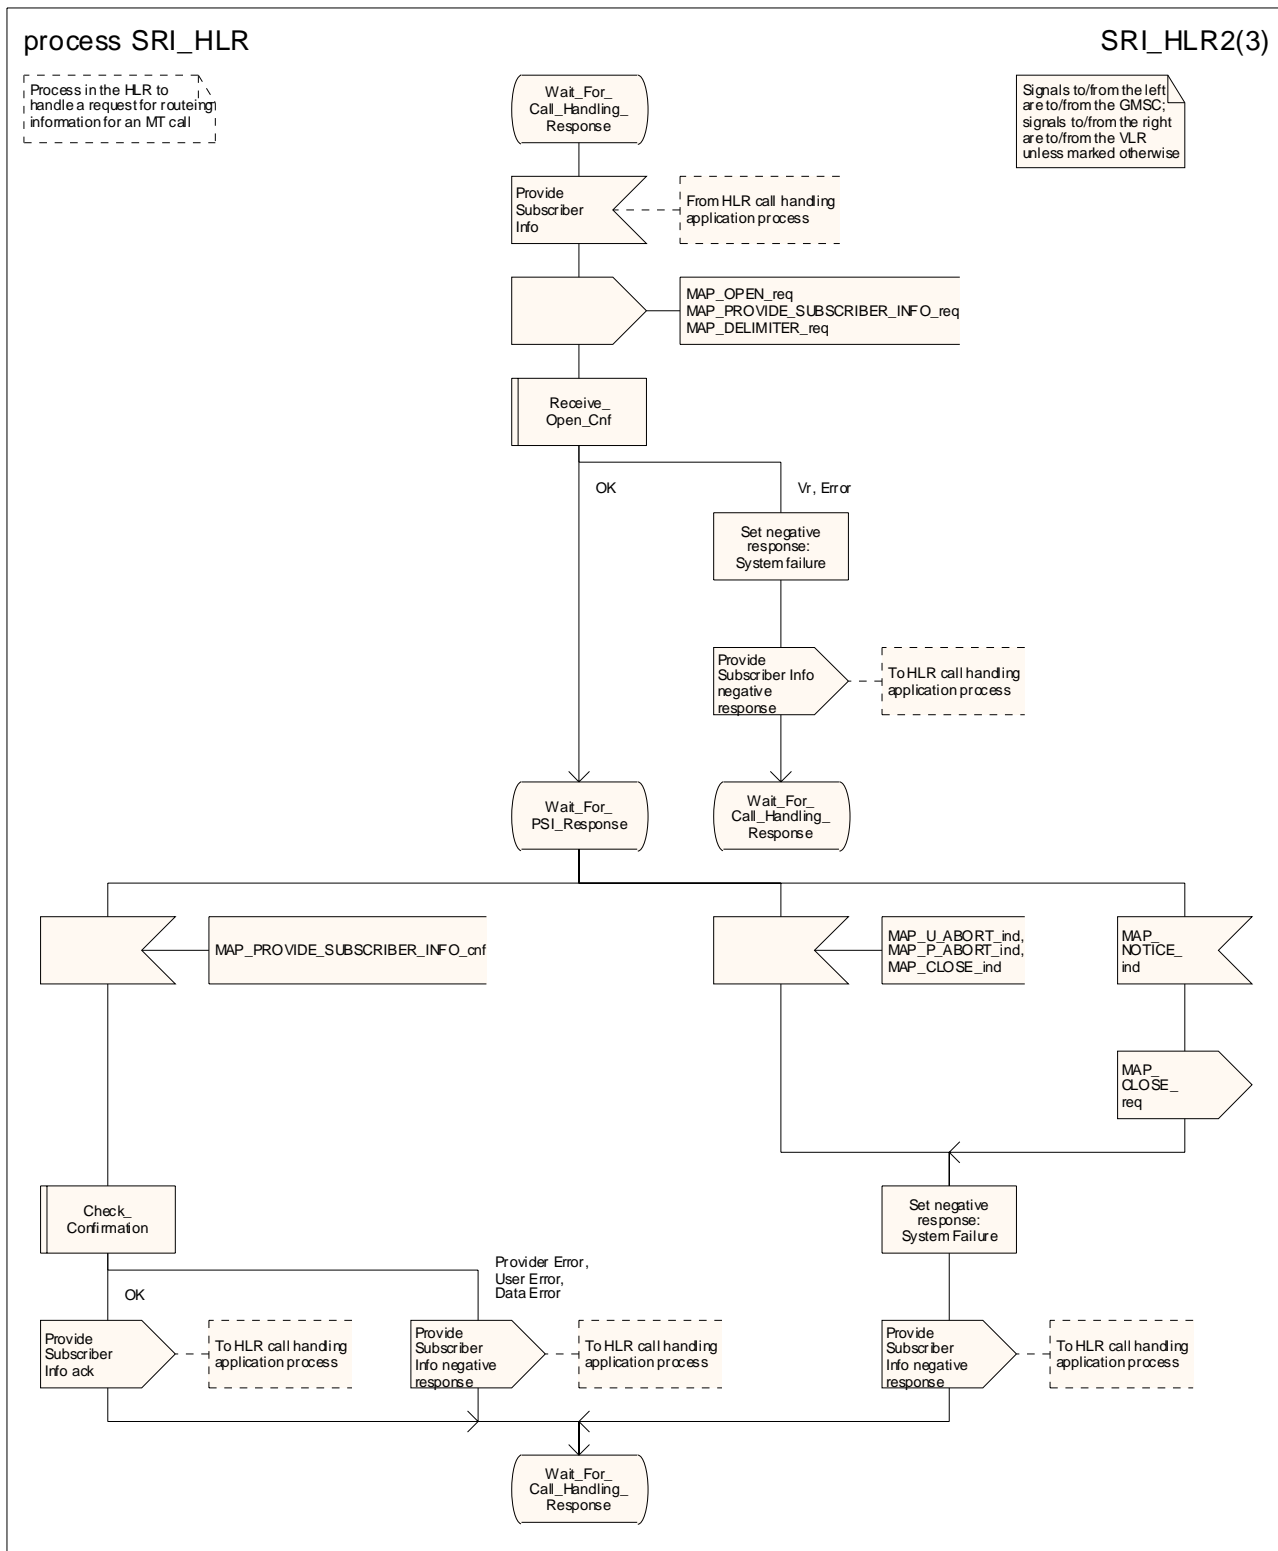 process SRI_HLR
SRI_HLR2(3)
Process in the HLR to
handle a request for routeing
information for an MT call
Wait_For_
Call_Handling_
Response
Signals to/from the left
are to/from the GMSC;
signals to/from the right
are to/from the VLR
unless marked otherwise
Provide
Subscriber
Info
From HLR call handling
application process
MAP_OPEN_req
MAP_PROVIDE_SUBSCRIBER_INFO_req
MAP_DELIMITER_req
Receive_
Open_Cnf
OK
Vr, Error
Set negative
response:
System failure
Provide
Subscriber Info
negative
response
To HLR call handling
application process
Wait_For_
PSI_Response
Wait_For_
Call_Handling_
Response
MAP_PROVIDE_SUBSCRIBER_INFO_cnf
MAP_U_ABORT_ind,
MAP_P_ABORT_ind,
MAP_CLOSE_ind
MAP_
NOTICE_
ind
MAP_
CLOSE_
req
Check_
Confirmation
Set negative
response:
System Failure
OK
Provider Error,
User Error,
Data Error
Provide
Subscriber
Info ack
To HLR call handling
application process
Provide
Subscriber
Info negative
response
To HLR call handling
application process
Provide
Subscriber
Info negative
response
To HLR call handling
application process
Wait_For_
Call_Handling_
Response